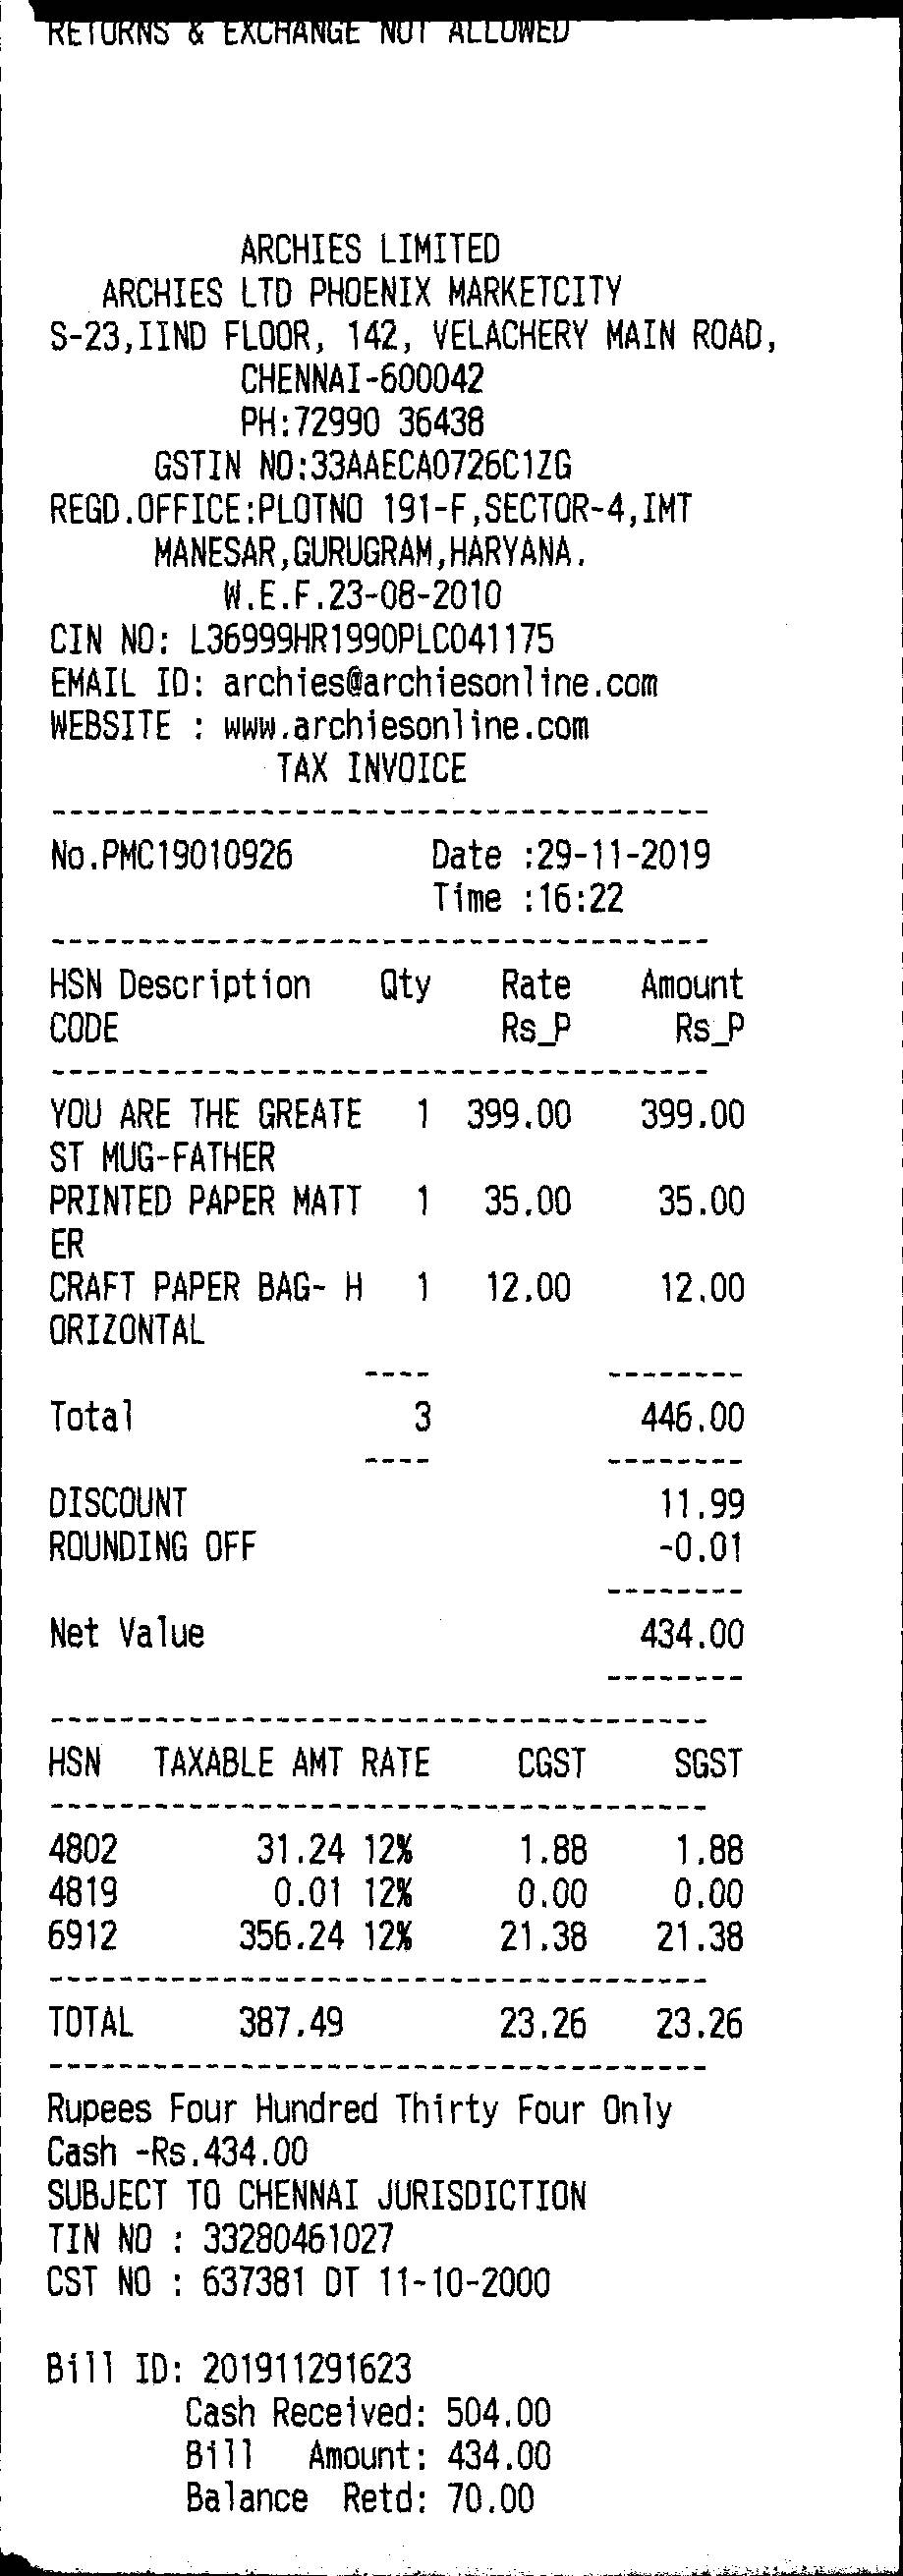 RETURNS & EXCHANGE NOT ALLOWED
ARCHIES LIMITED
ARCHIES LTD PHOENIX MARKETCITY
S-23,IIND FLOOR, 142, VELACHERY MAIN ROAD,
CHENNAI-600042
PH:72990 36438
GSTIN NO:33AAECA0726C1ZG
REGD.OFFICE:PLOTNO 191-F,SECTOR-4,IMT
MANESAR,GURUGRAM,HARYANA.
W.E.F.23-08-2010
CIN NO: L36999HR1990PLC041175
EMAIL ID: archies@archiesonline.com
WEBSITE : www.archiesonline.com
TAX INVOICE
--------------------------------------
No.PMC19010926 Date :29-11-2019
Time :16:22
--------------------------------------
HSN Description Qty Rate Amount
CODE Rs_P Rs_P
--------------------------------------
YOU ARE THE GREATE 1 399.00 399.00
ST MUG-FATHER
PRINTED PAPER MATT 1 35.00 35.00
ER
CRAFT PAPER BAG- H 1 12.00 12.00
ORIZONTAL
---- --------
Total 3 446.00
---- --------
DISCOUNT 11.99
ROUNDING OFF -0.01
--------
Net Value 434.00
--------
--------------------------------------
HSN TAXABLE AMT RATE CGST SGST
--------------------------------------
4802 31.24 12% 1.88 1.88
4819 0.01 12% 0.00 0.00
6912 356.24 12% 21.38 21.38
--------------------------------------
TOTAL 387.49 23.26 23.26
--------------------------------------
Rupees Four Hundred Thirty Four Only
Cash -Rs.434.00
SUBJECT TO CHENNAI JURISDICTION
TIN NO : 33280461027
CST NO : 637381 DT 11-10-2000
Bill ID: 201911291623
Cash Received: 504.00
Bill Amount: 434.00
Balance Retd: 70.00